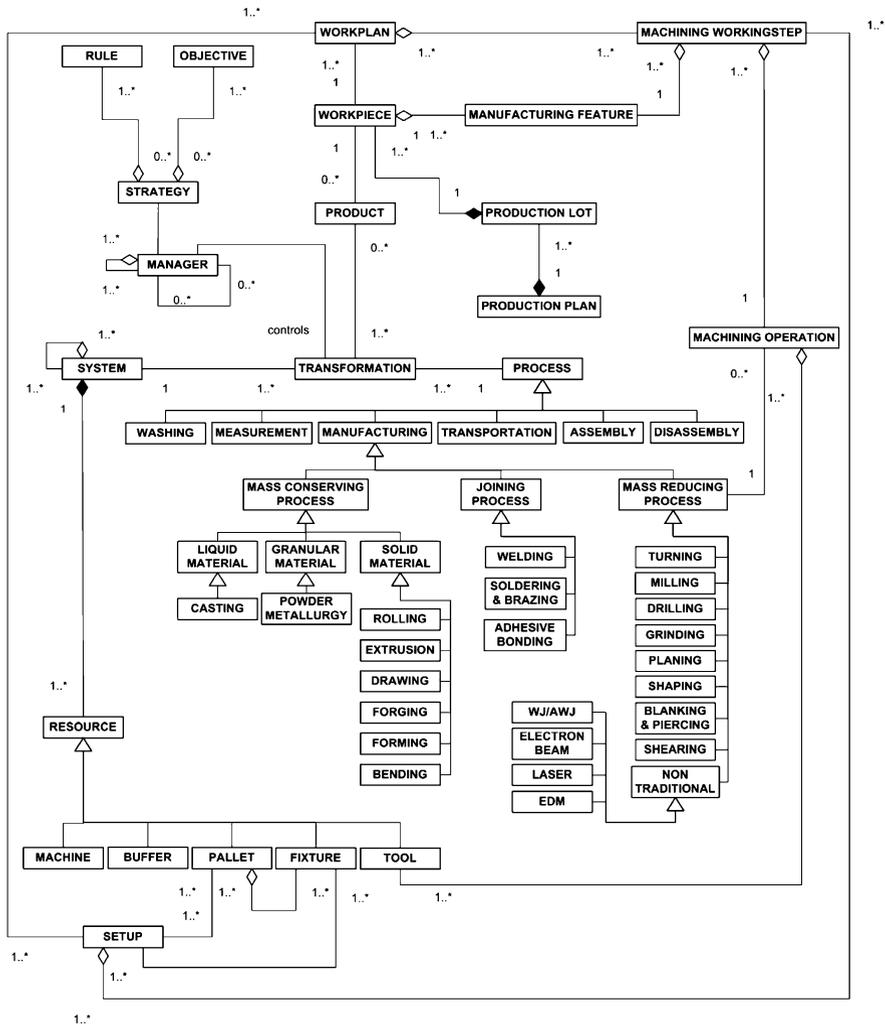 1..*
1..*
WORKPLAN
MACHINING WORKINGSTEP
RULE
OBJECTIVE
1..*
1..*
1..*
1..*
1..*
1
1..*
1..*
1..*
1
WORKPIECE
MANUFACTURING FEATURE
1
1..*
1
1..*
0..*
0..*
0..*
1
STRATEGY
PRODUCT
PRODUCTION LOT
1..*
0..*
1..*
MANAGER
1
1..*
0..*
0..*
1
PRODUCTION PLAN
controls
1..*
1..*
MACHINING OPERATION
SYSTEM
TRANSFORMATION
PROCESS
0..*
1..*
1
1..*
1..*
1
1..*
1
WASHING
MEASUREMENT
MANUFACTURING
TRANSPORTATION
ASSEMBLY
DISASSEMBLY
1
MASS CONSERVING
PROCESS
JOINING
PROCESS
MASS REDUCING
PROCESS
LIQUID
MATERIAL
GRANULAR
MATERIAL
SOLID
MATERIAL
WELDING
TURNING
MILLING
CASTING
POWDER
METALLURGY
SOLDERING
& BRAZING
DRILLING
ROLLING
ADHESIVE
BONDING
GRINDING
EXTRUSION
PLANING
DRAWING
SHAPING
1..*
FORGING
WJ/AWJ
BLANKING
& PIERCING
RESOURCE
FORMING
ELECTRON
BEAM
SHEARING
BENDING
LASER
NON
TRADITIONAL
EDM
MACHINE
BUFFER
PALLET
FIXTURE
TOOL
1..*
1..*
1..*
1..*
1..*
1..*
SETUP
1..*
1..*
1..*